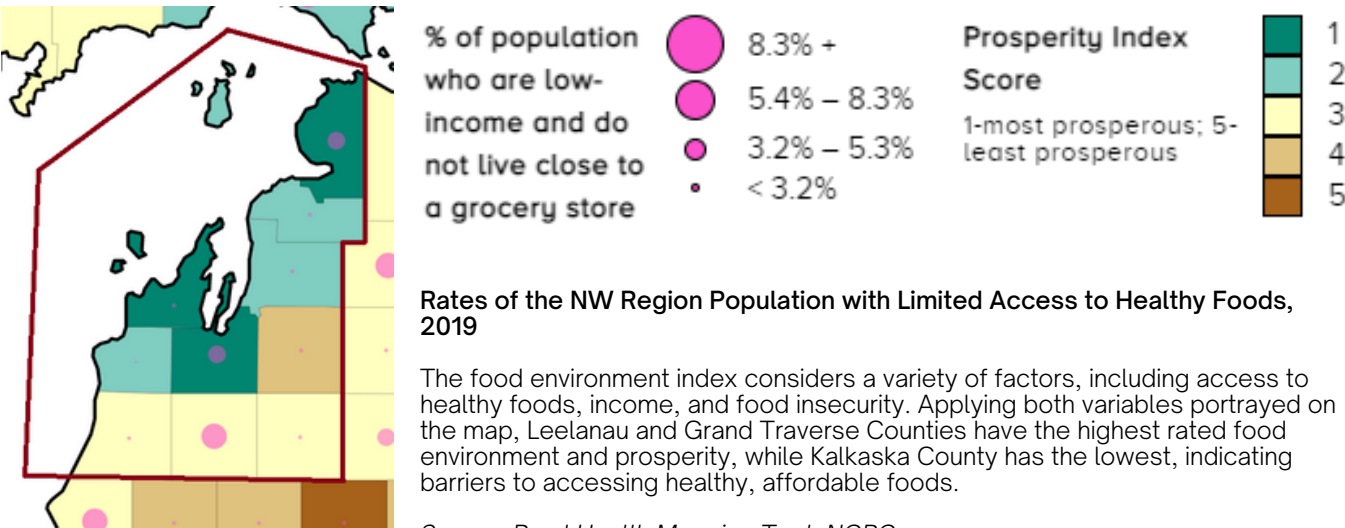 % of population
who are low-
income and do
not live close to
a grocery store
8.3% +
5.4% – 8.3%
3.2% – 5.3%
< 3.2%
Prosperity Index
Score
1-most prosperous; 5-
least prosperous
1
2
3
4
5
Rates of the NW Region Population with Limited Access to Healthy Foods,
2019
The food environment index considers a variety of factors, including access to
healthy foods, income, and food insecurity. Applying both variables portrayed on
the map, Leelanau and Grand Traverse Counties have the highest rated food
environment and prosperity, while Kalkaska County has the lowest, indicating
barriers to accessing healthy, affordable foods.